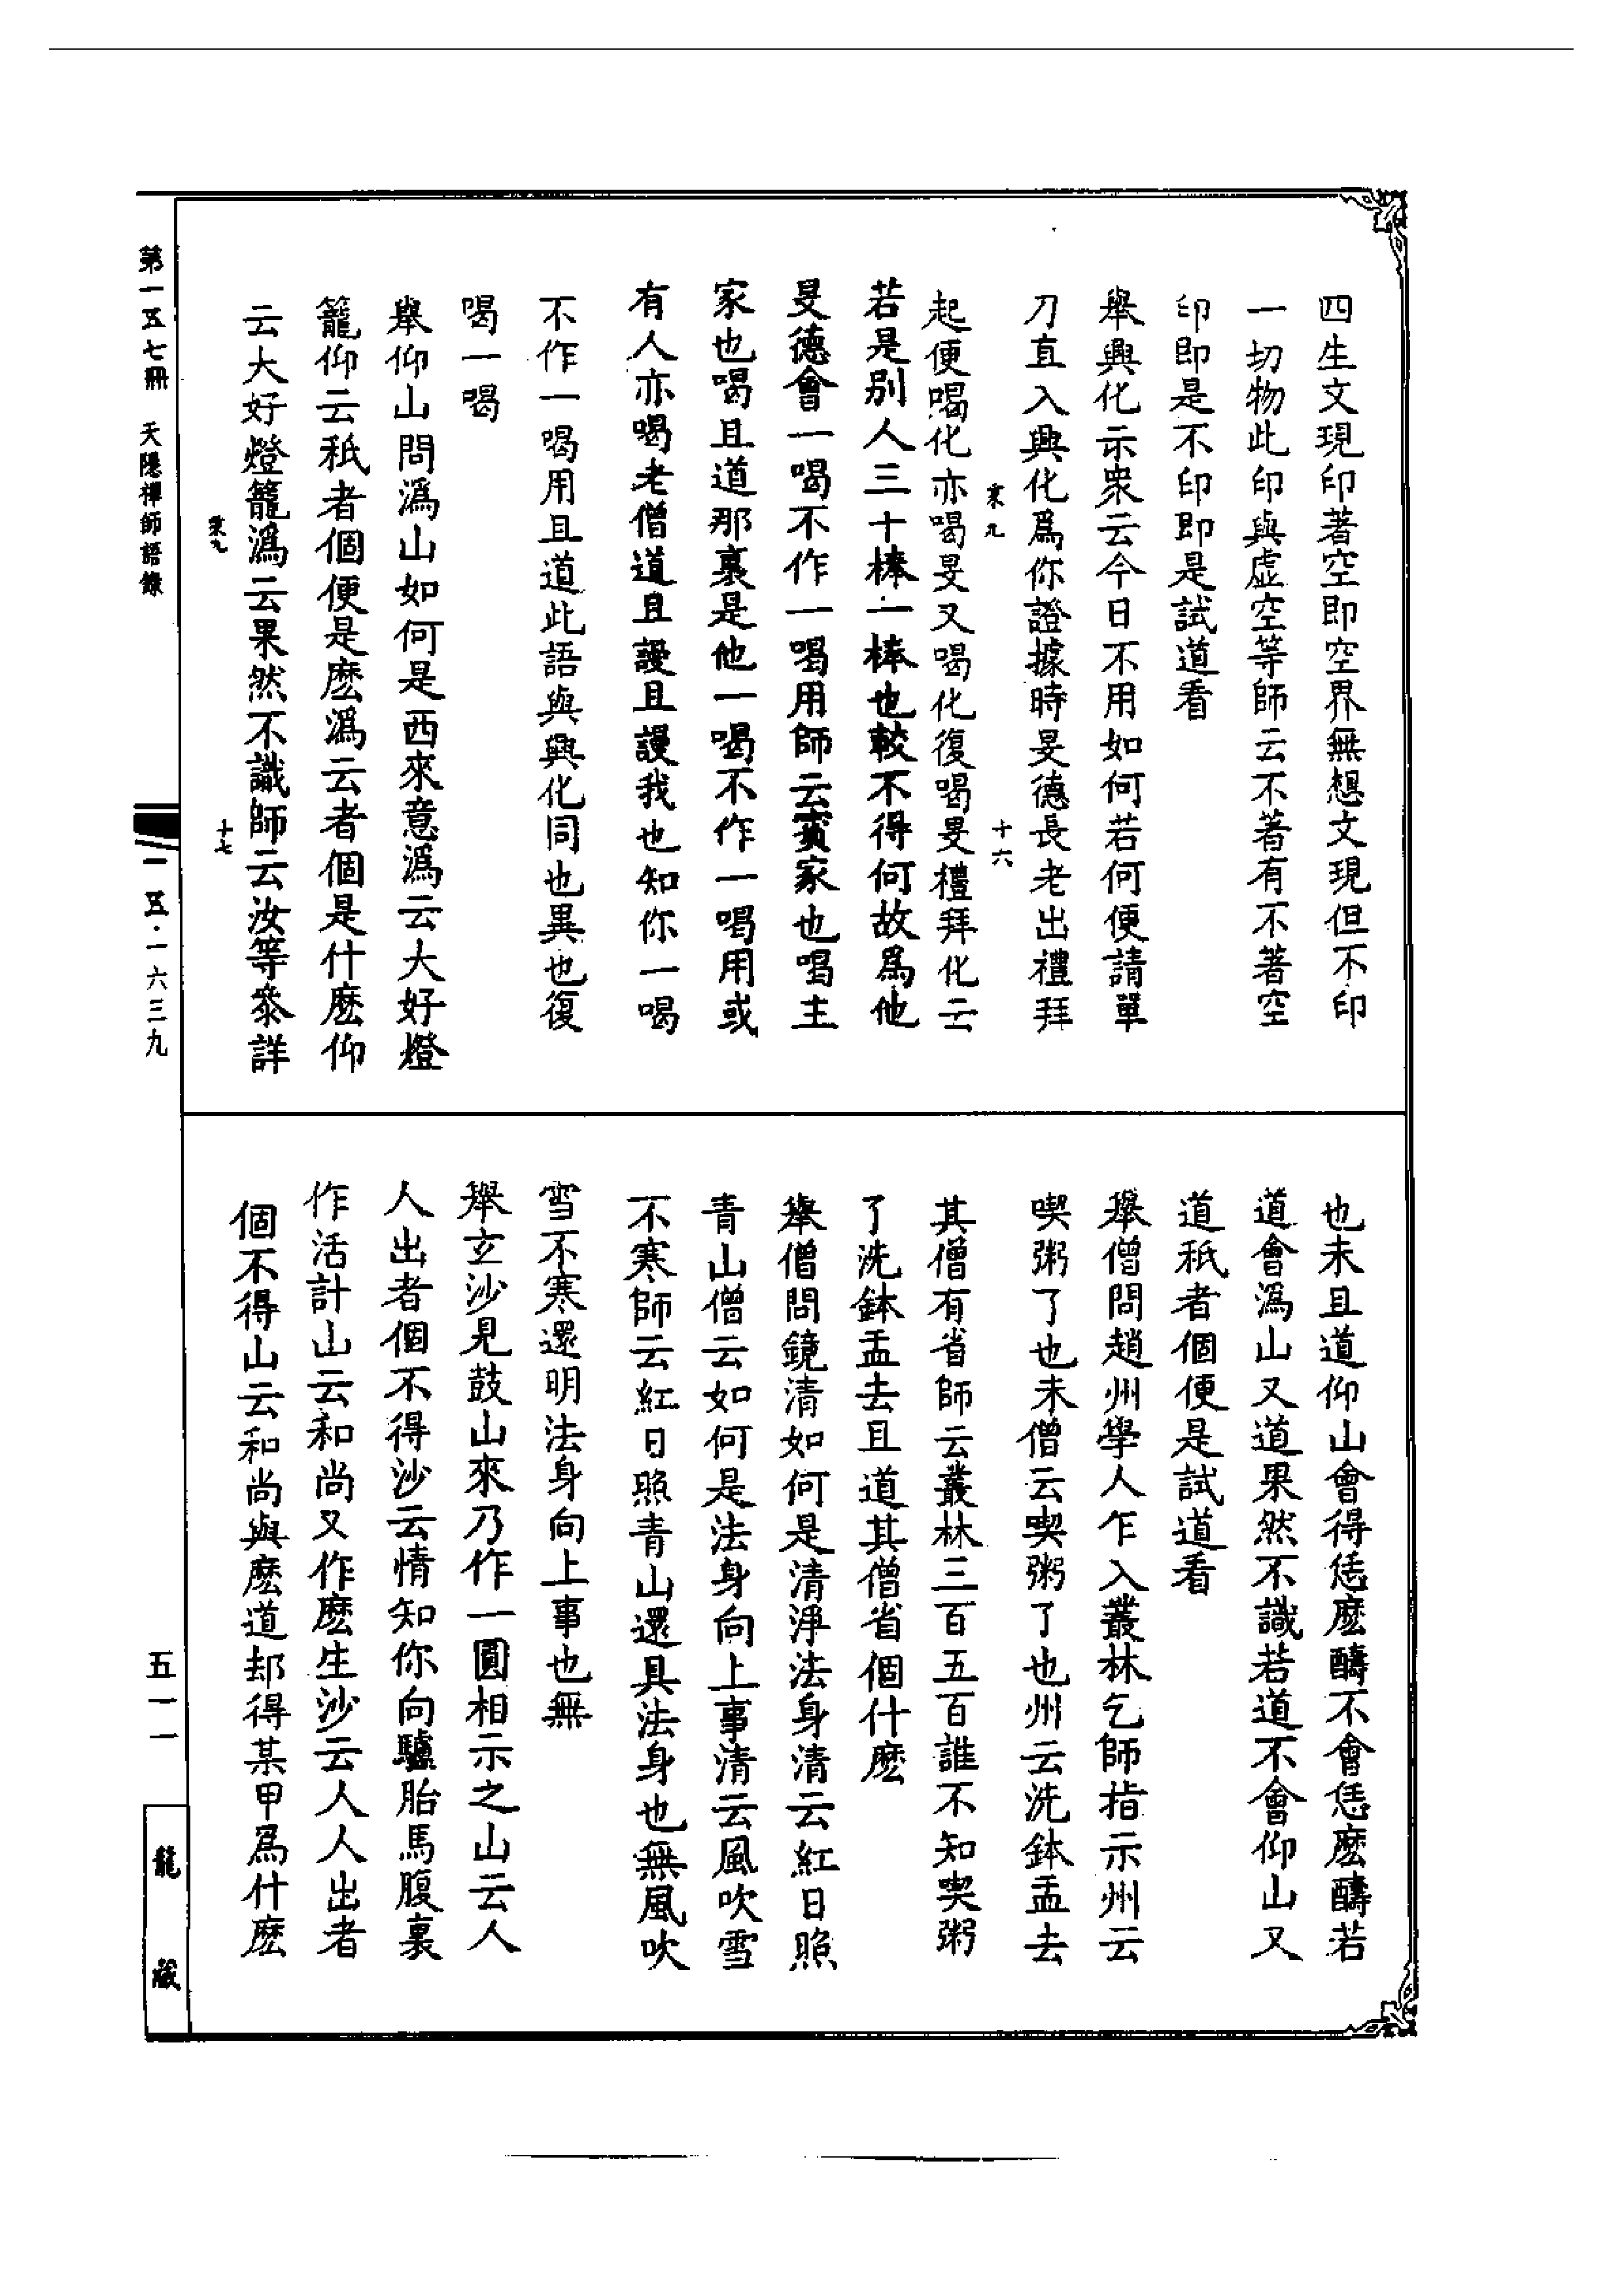 四生文現印著空即空界無想文現但不印
一切物此印與虛空等師云不著有不著空
印即是不印即是試道看
舉興化示衆云今日不用如何若何便請單
刀直入興化爲你證據時旻德長老出禮拜
棐九
十六
起便喝化亦喝旻又喝化復喝旻禮拜化云
若是別人三十棒一棒也較不得何故爲他
旻德會一喝不作一喝用師云賓家也喝主
家也喝且道那裏是他一喝不作一喝用或
有人亦喝老僧道且謾且謾我也知你一喝
不作一喝用且道此語與興化同也異也復
喝一喝
舉仰山問潙山如何是西來意潙云大好燈
籠仰云秖者個便是麽潙云者個是什麽仰
云大好燈籠潙云果然不識師云汝等叅詳
十七
也未且道仰山會得恁麽醻不會恁麽醻若
道會潙山又道果然不識若道不會仰山又
道秖者個便是試道看
舉僧問趙州學人乍入叢林乞師指示州云
喫粥了也未僧云喫粥了也州云洗鉢盂去
其僧有省師云叢林三百五百誰不知喫粥
了洗鉢盂去且道其僧省個什麽
舉僧問鏡清如何是清淨法身清云紅日照
青山僧云如何是法身向上事清云風吹雪
不寒師云紅日照青山還具法身也無風吹
雪不寒還明法身向上事也無
舉玄沙見鼓山來乃作一圓相示之山云人
人出者個不得沙云情知你向驢胎馬腹裏
作活計山云和尚又作麽生沙云人人出者
個不得山云和尚與麽道却得某甲爲什麽
第一五七冊 天隱禪師語錄
一五·一六三九
五一一
龍藏